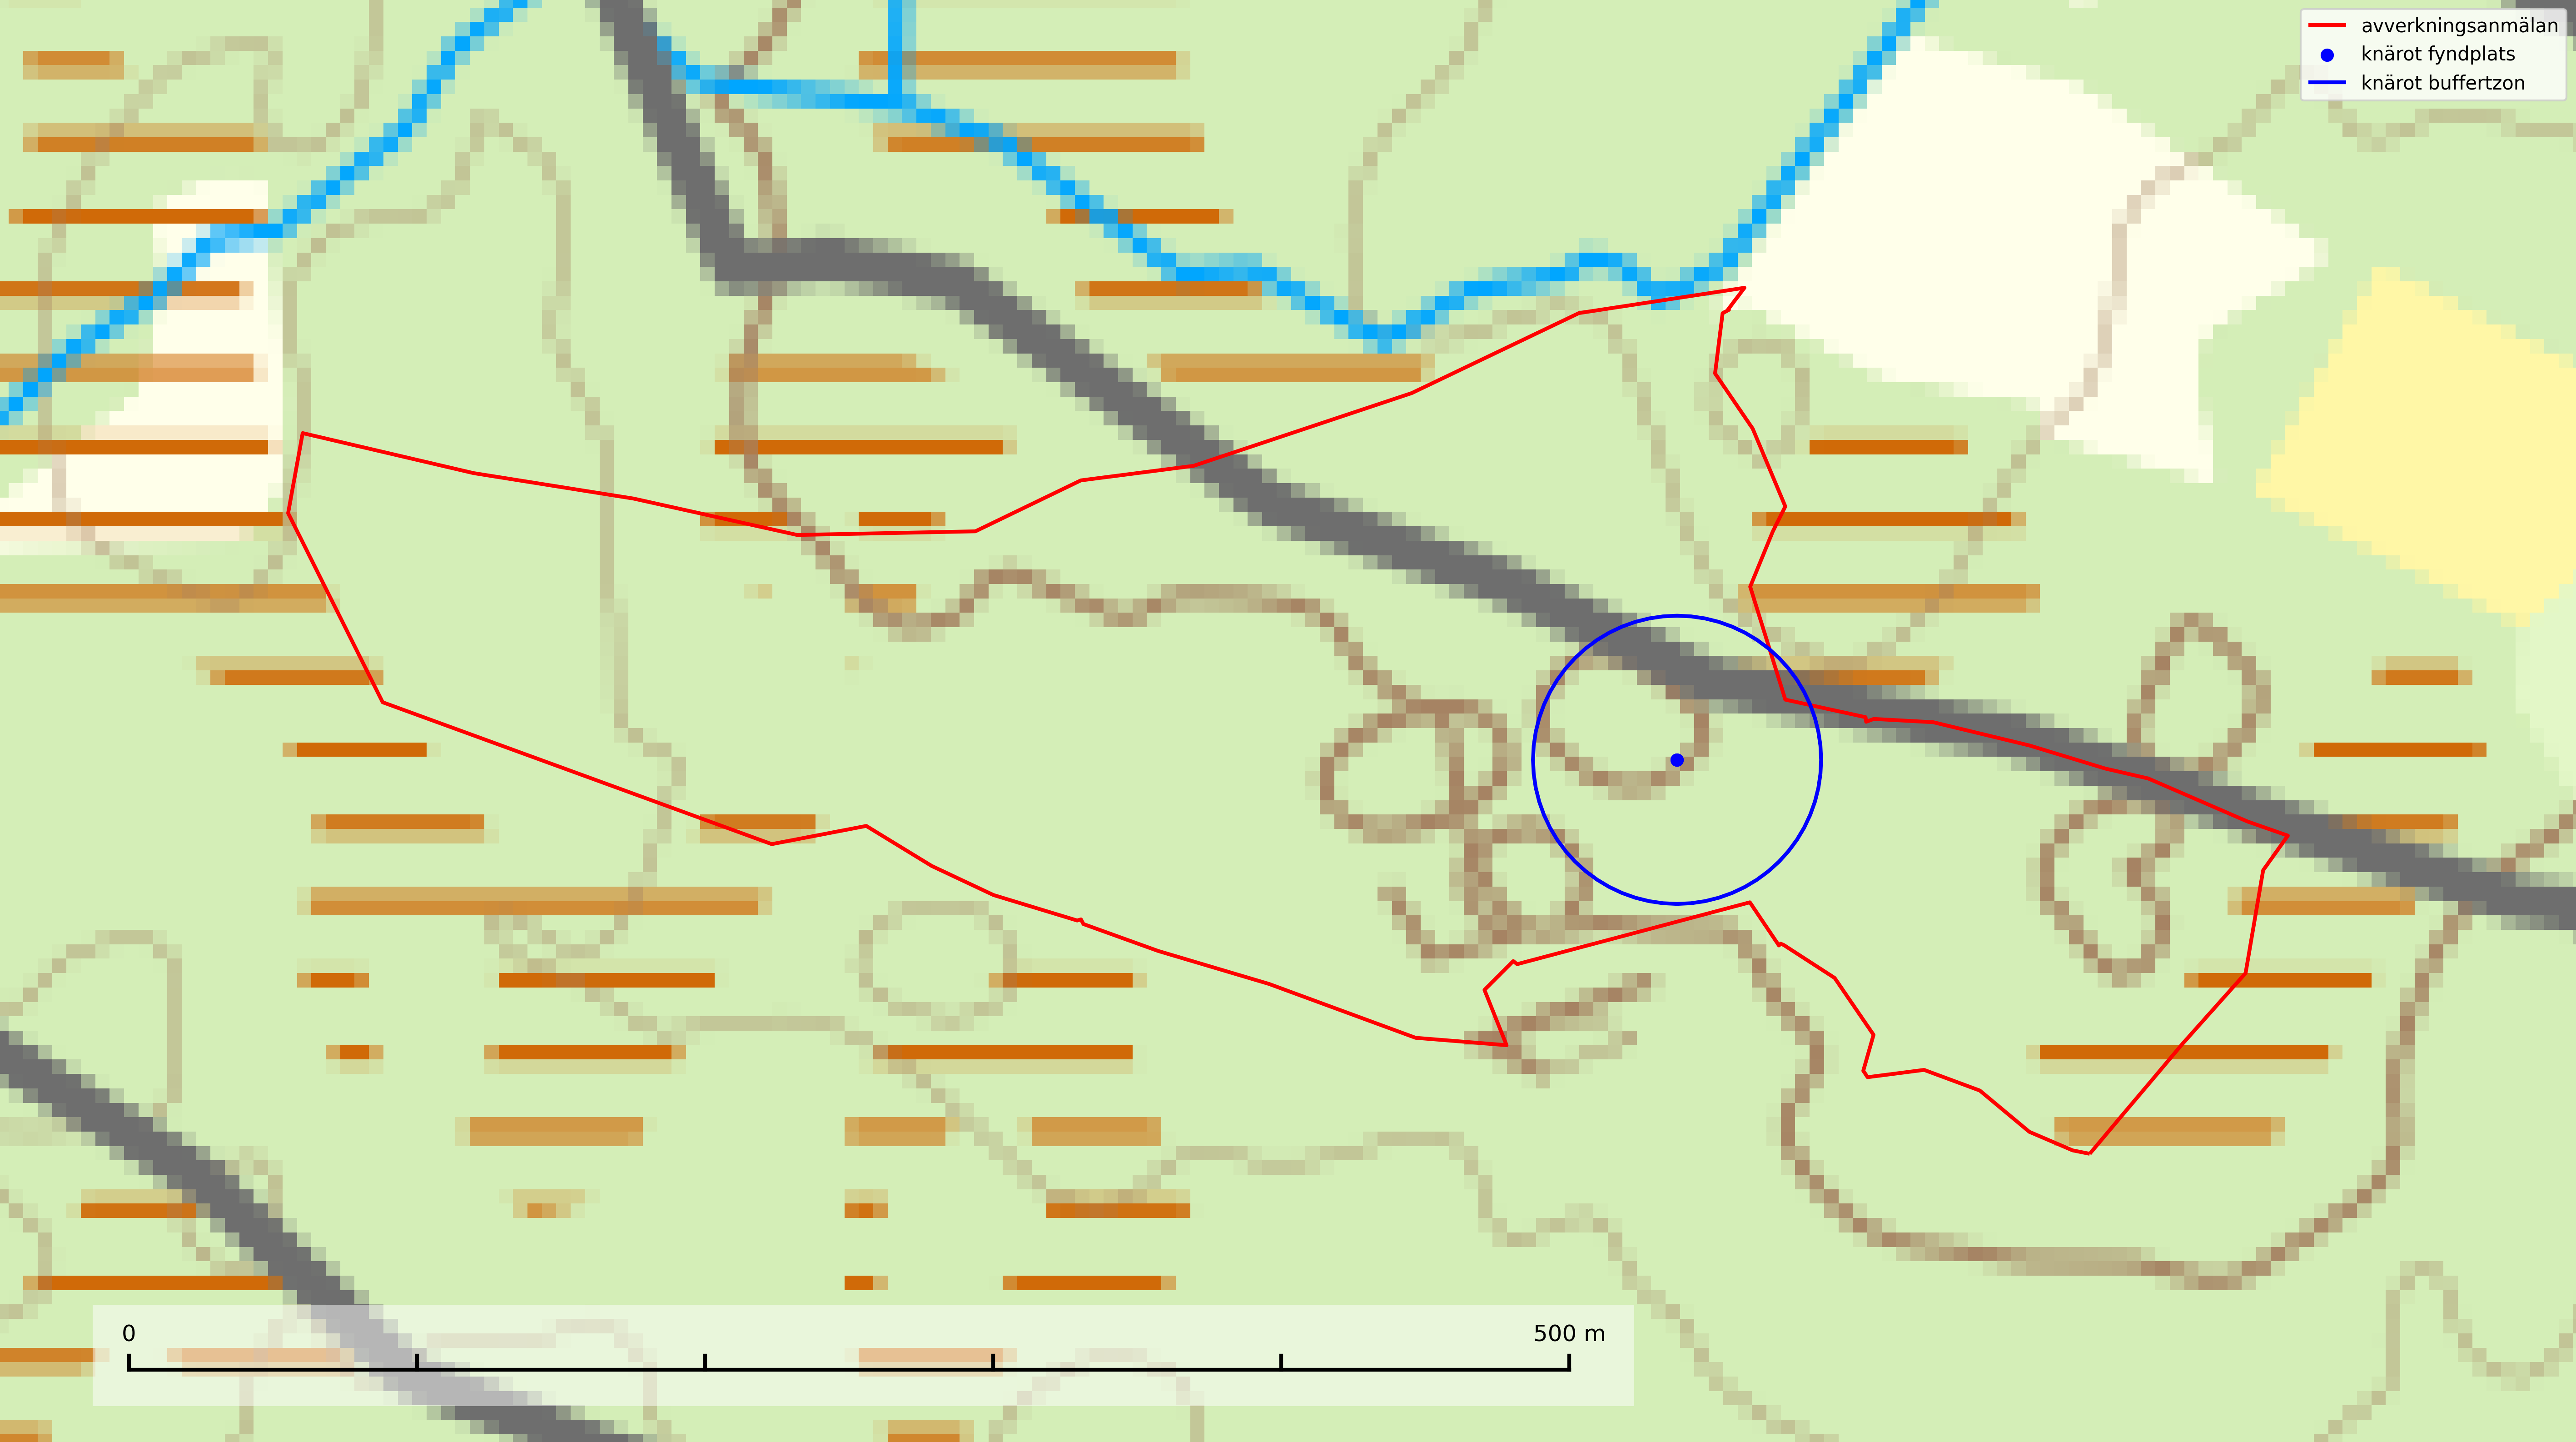 avverkningsanmälan
knärot fyndplats
knärot buffertzon
0 500 m